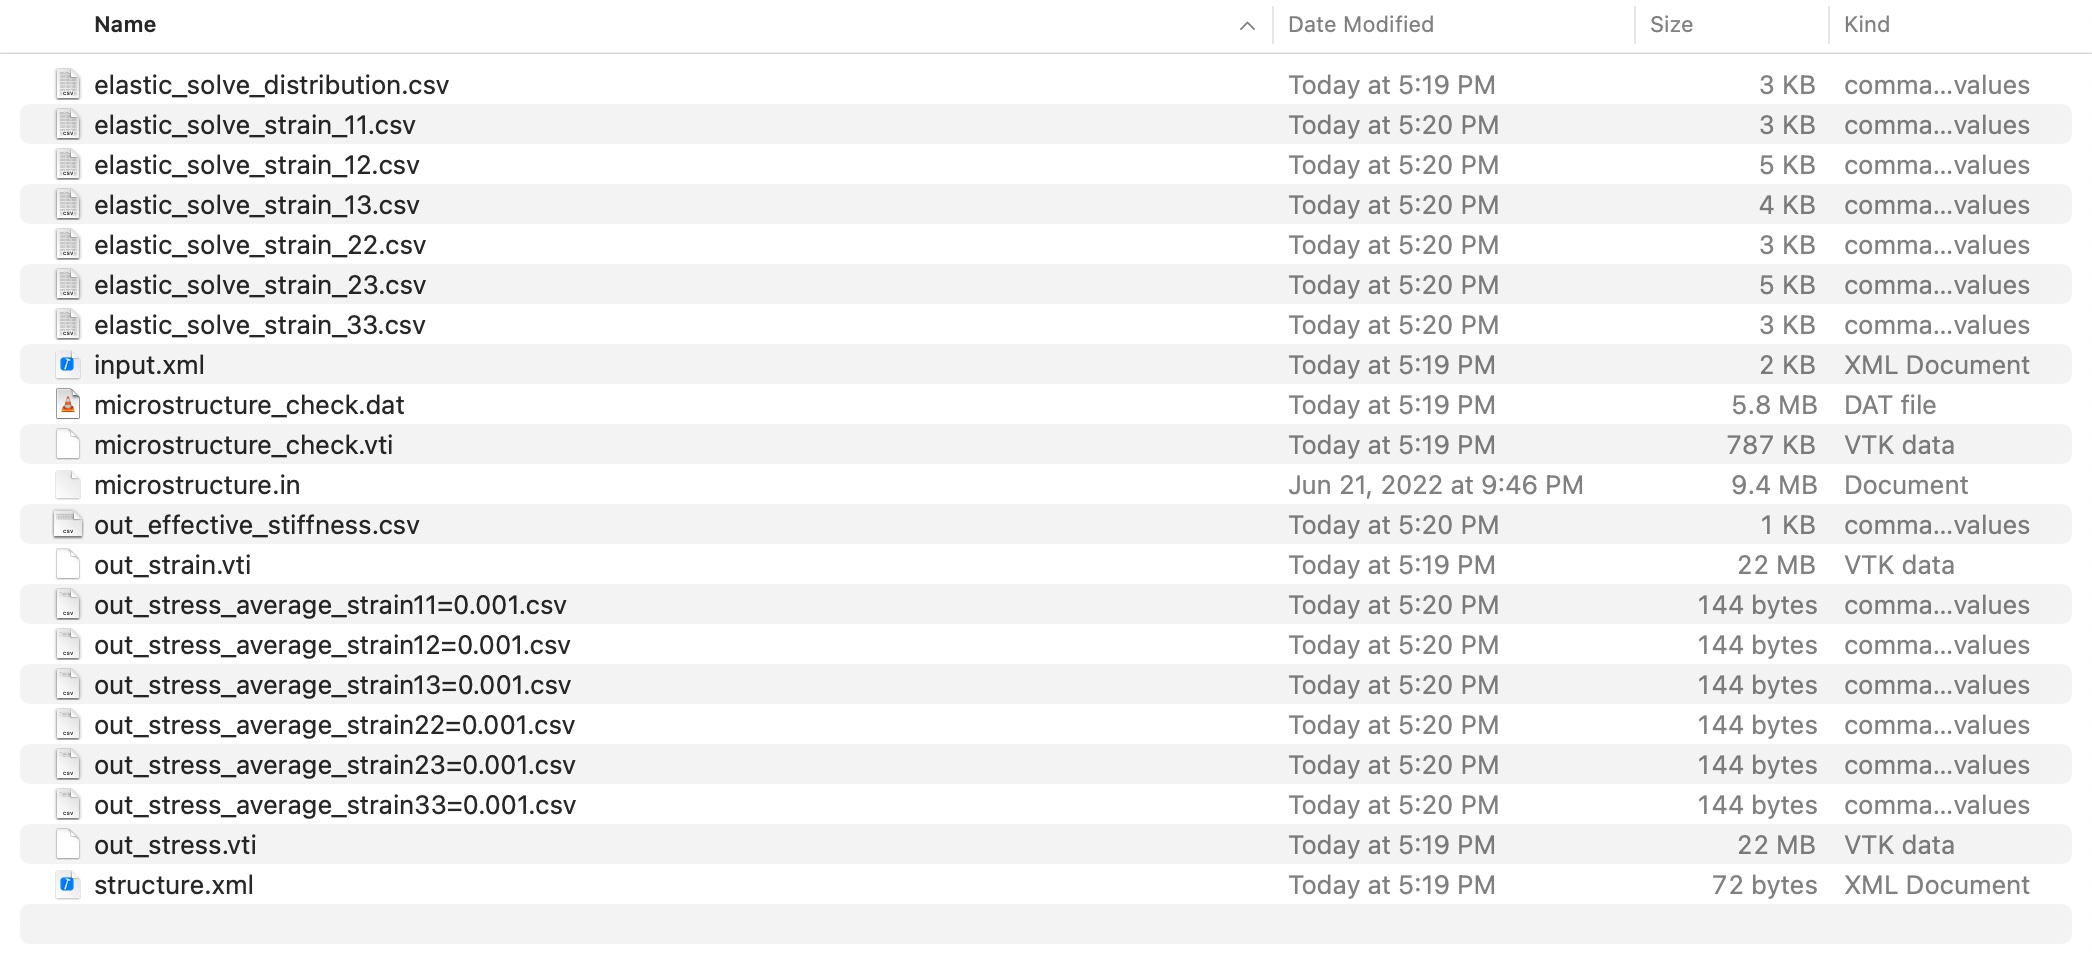 Name Date Modified Size Kind
elastic_solve_distribution.csv Today at 5:19 PM 3 KB comma...values
elastic_solve_strain_11.csv Today at 5:20 PM 3 KB comma...values
elastic_solve_strain_12.csv Today at 5:20 PM 5 KB comma...values
elastic_solve_strain_13.csv Today at 5:20 PM 4 KB comma...values
elastic_solve_strain_22.csv Today at 5:20 PM 3 KB comma...values
elastic_solve_strain_23.csv Today at 5:20 PM 5 KB comma...values
elastic_solve_strain_33.csv Today at 5:20 PM 3 KB comma...values
input.xml Today at 5:19 PM 2 KB XML Document
microstructure_check.dat Today at 5:19 PM 5.8 MB DAT file
microstructure_check.vti Today at 5:19 PM 787 KB VTK data
microstructure.in Jun 21, 2022 at 9:46 PM 9.4 MB Document
out_effective_stiffness.csv Today at 5:20 PM 1 KB comma...values
out_strain.vti Today at 5:19 PM 22 MB VTK data
out_stress_average_strain11=0.001.csv Today at 5:20 PM 144 bytes comma...values
out_stress_average_strain12=0.001.csv Today at 5:20 PM 144 bytes comma...values
out_stress_average_strain13=0.001.csv Today at 5:20 PM 144 bytes comma...values
out_stress_average_strain22=0.001.csv Today at 5:20 PM 144 bytes comma...values
out_stress_average_strain23=0.001.csv Today at 5:20 PM 144 bytes comma...values
out_stress_average_strain33=0.001.csv Today at 5:20 PM 144 bytes comma...values
out_stress.vti Today at 5:19 PM 22 MB VTK data
structure.xml Today at 5:19 PM 72 bytes XML Document